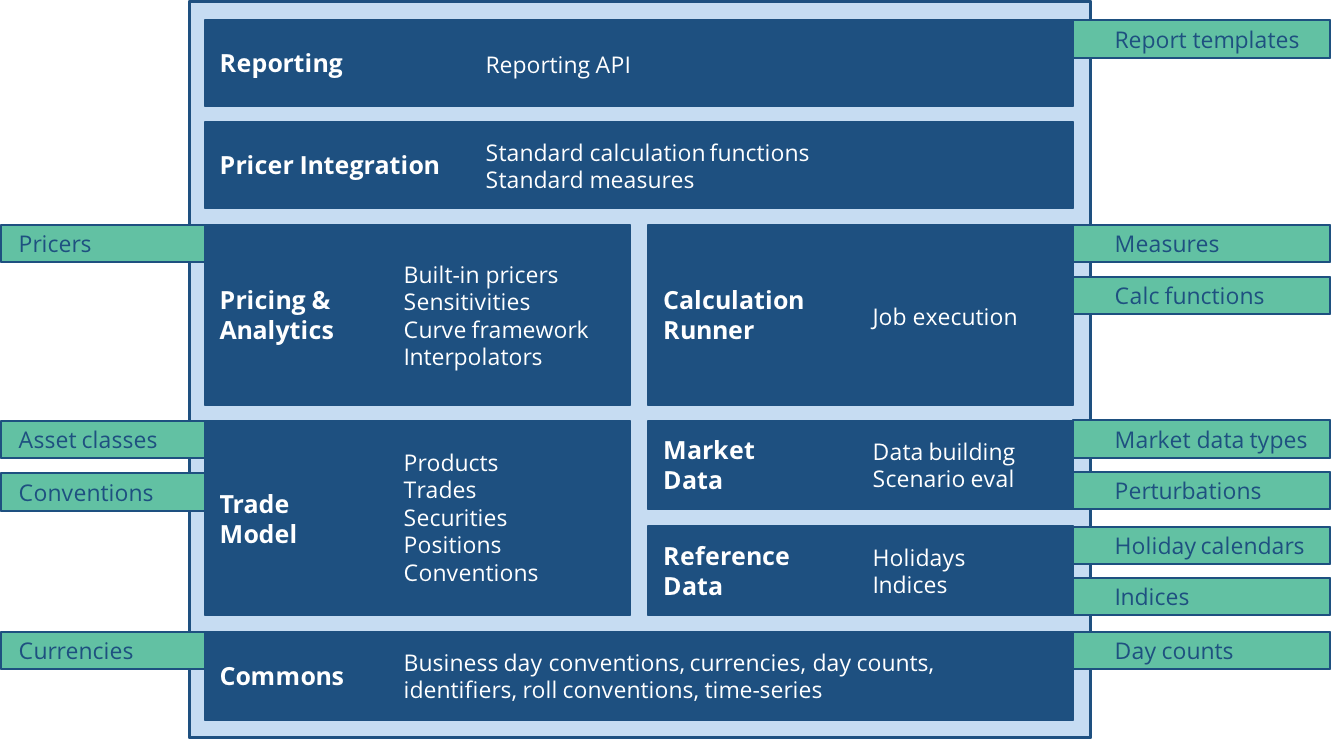 Reporting
Reporting API
Report templates
Pricer Integration
Standard calculation functions
Standard measures
Pricers
Pricing &
Analytics
Built-in pricers
Sensitivities
Curve framework
Interpolators
Calculation
Runner
Job execution
Measures
Calc functions
Asset classes
Conventions
Trade
Model
Products
Trades
Securities
Positions
Conventions
Market
Data
Data building
Scenario eval
Market data types
Perturbations
Reference
Data
Holidays
Indices
Holiday calendars
Indices
Currencies
Commons
Business day conventions, currencies, day counts,
identifiers, roll conventions, time-series
Day counts